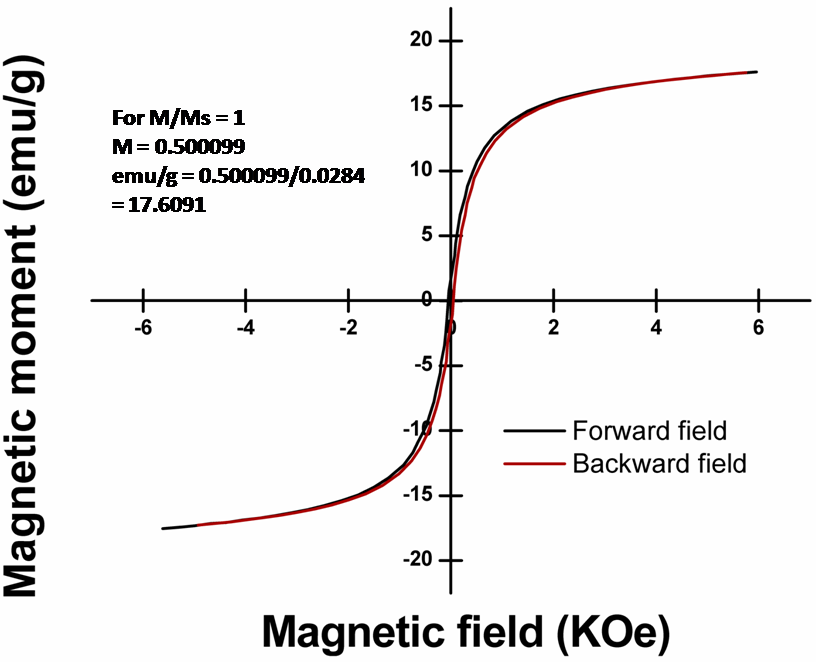 Magnetic moment (emu/g)
20
15
10
5
0
-5
-10
-15
-20
-6
-4
-2
0
2
4
6
For M/Ms = 1
M = 0.500099
emu/g = 0.500099/0.0284
= 17.6091
Forward field
Backward field
Magnetic field (KOe)